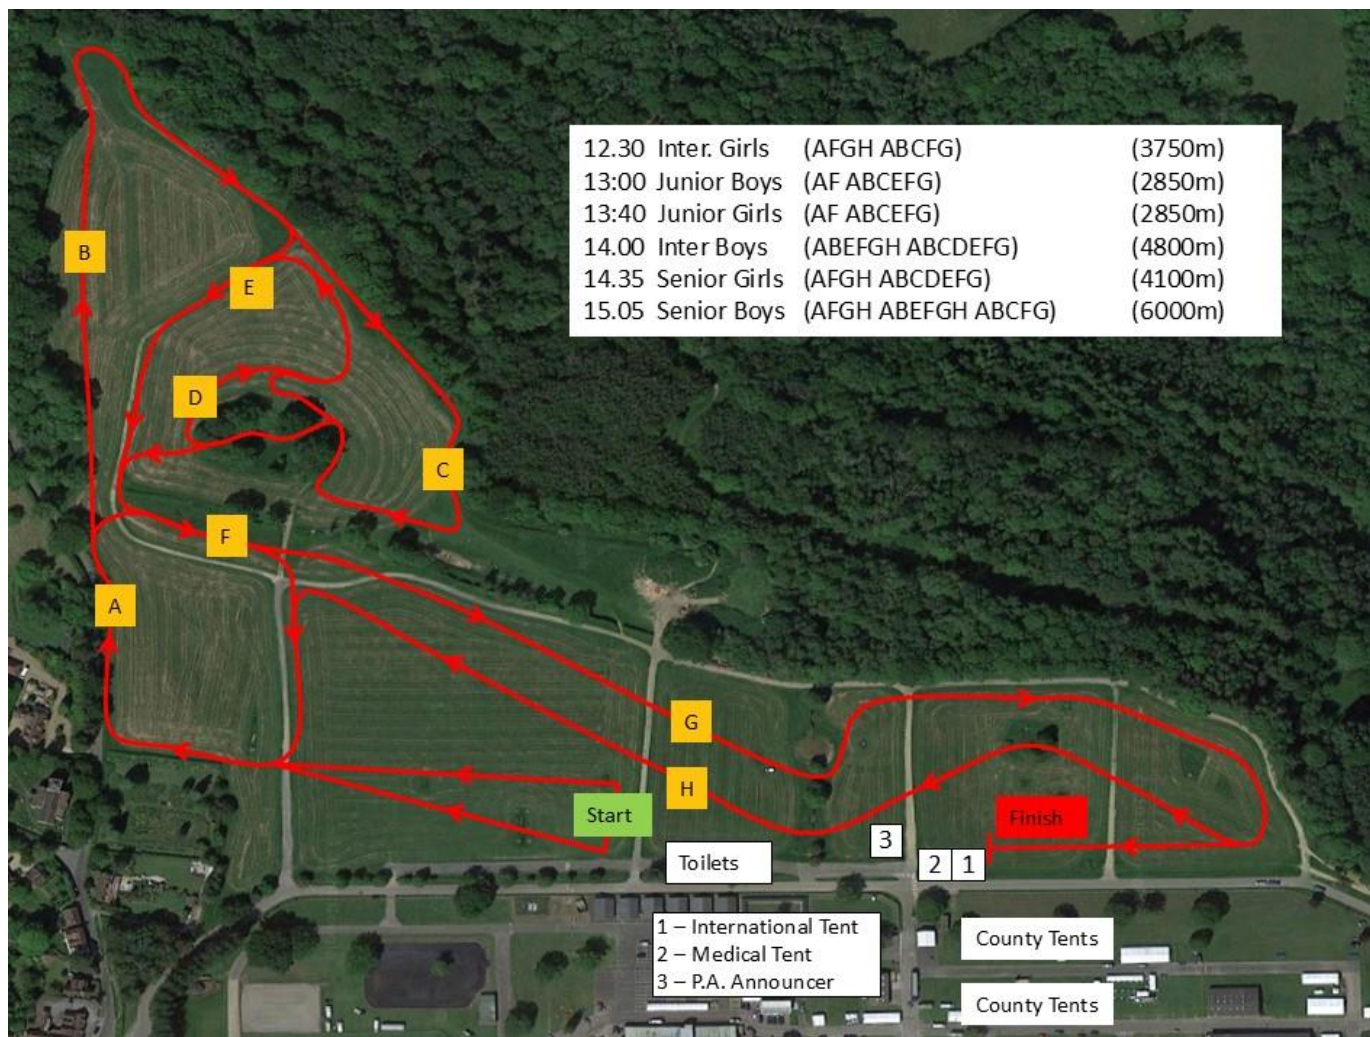 12.30 Inter. Girls (AFGH ABCFG) (3750m)
13:00 Junior Boys (AF ABCEFG) (2850m)
13:40 Junior Girls (AF ABCEFG) (2850m)
14.00 Inter Boys (ABEFGH ABCDEFG) (4800m)
14.35 Senior Girls (AFGH ABCDEFG) (4100m)
15.05 Senior Boys (AFGH ABEFGH ABCFG) (6000m)
B
E
D
C
F
A
G
H
Start
Finish
3
2 1
Toilets
1 – International Tent
2 – Medical Tent
3 – P.A. Announcer
County Tents
County Tents